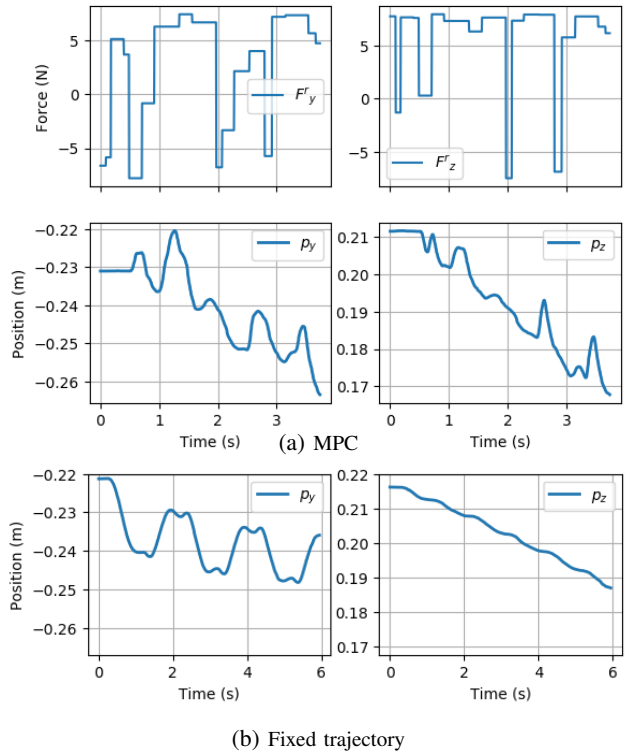 5
0
−5
Force (N)
F^r_y
5
0
−5
F^r_z
−0.22
−0.23
−0.24
−0.25
−0.26
Position (m)
p_y
0 1 2 3
Time (s)
0.21
0.20
0.19
0.18
0.17
p_z
0 1 2 3
Time (s)
(a) MPC
−0.22
−0.23
−0.24
−0.25
−0.26
Position (m)
p_y
0 2 4 6
Time (s)
0.22
0.21
0.20
0.19
0.18
0.17
p_z
0 2 4 6
Time (s)
(b) Fixed trajectory